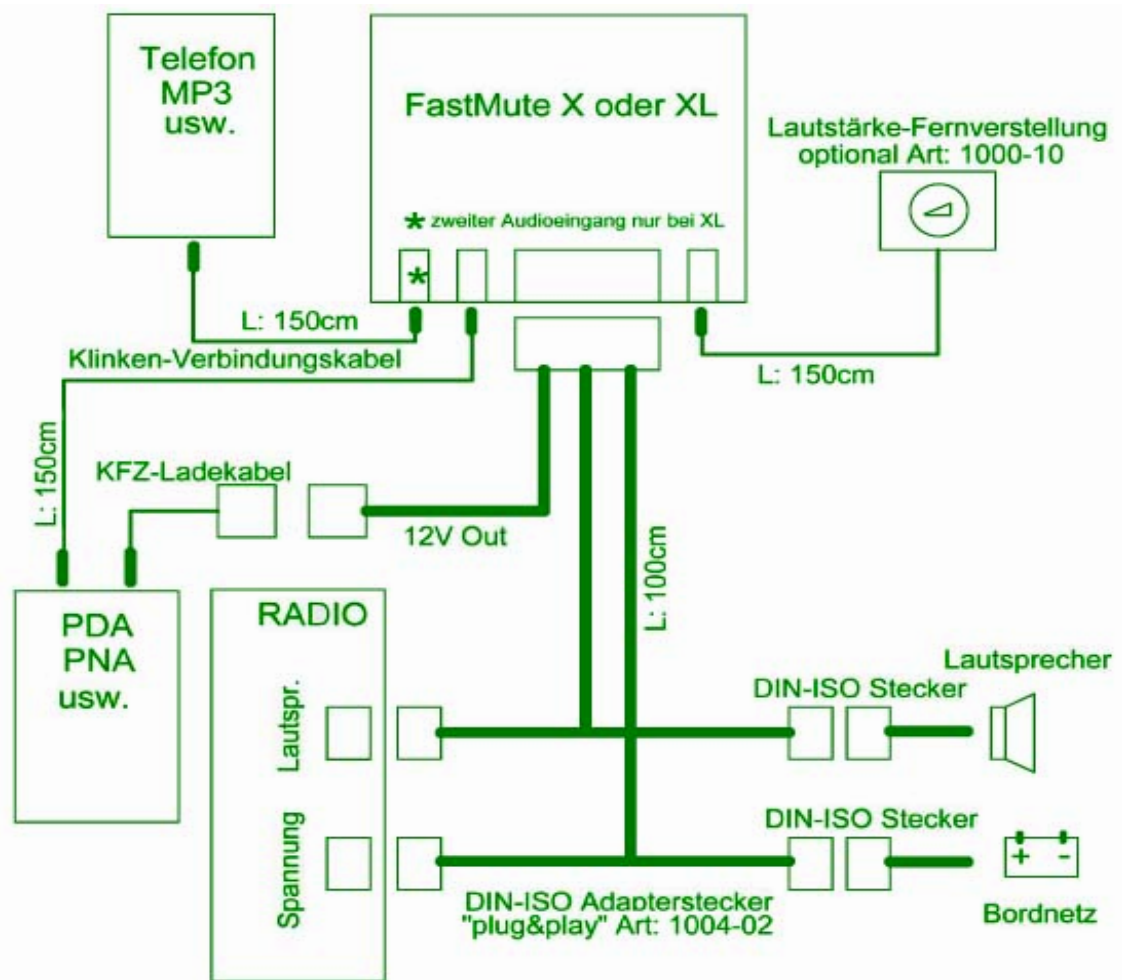 Telefon
MP3
usw.
FastMute X oder XL
* zweiter Audioeingang nur bei XL
*
Lautstärke-Fernverstellung
optional Art: 1000-10
L: 150cm
Klinken-Verbindungskabel
L: 150cm
L: 150cm
KFZ-Ladekabel
12V Out
L: 100cm
PDA
PNA
usw.
RADIO
Lautspr.
Spannung
DIN-ISO Stecker
Lautsprecher
DIN-ISO Stecker
+ -
Bordnetz
DIN-ISO Adapterstecker
"plug&play" Art: 1004-02